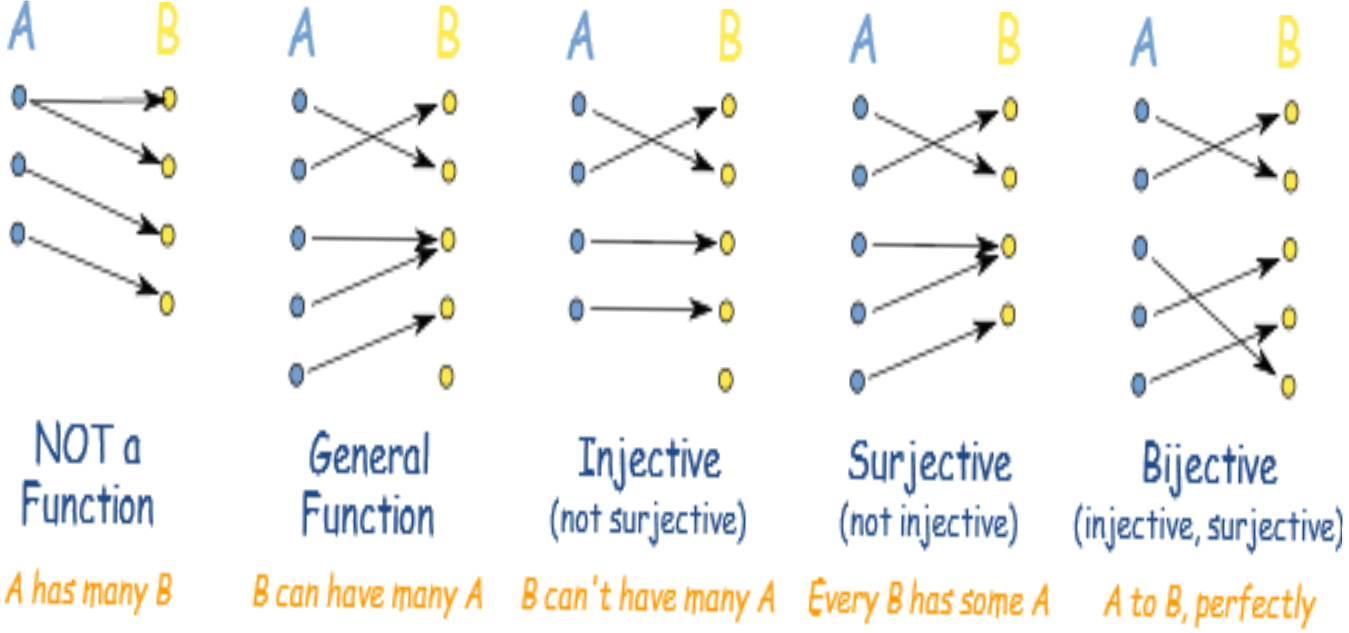 A B
A B
A B
A B
A B
NOT a
Function
General
Function
Injective
(not surjective)
Surjective
(not injective)
Bijective
(injective, surjective)
A has many B
B can have many A
B can't have many A
Every B has some A
A to B, perfectly